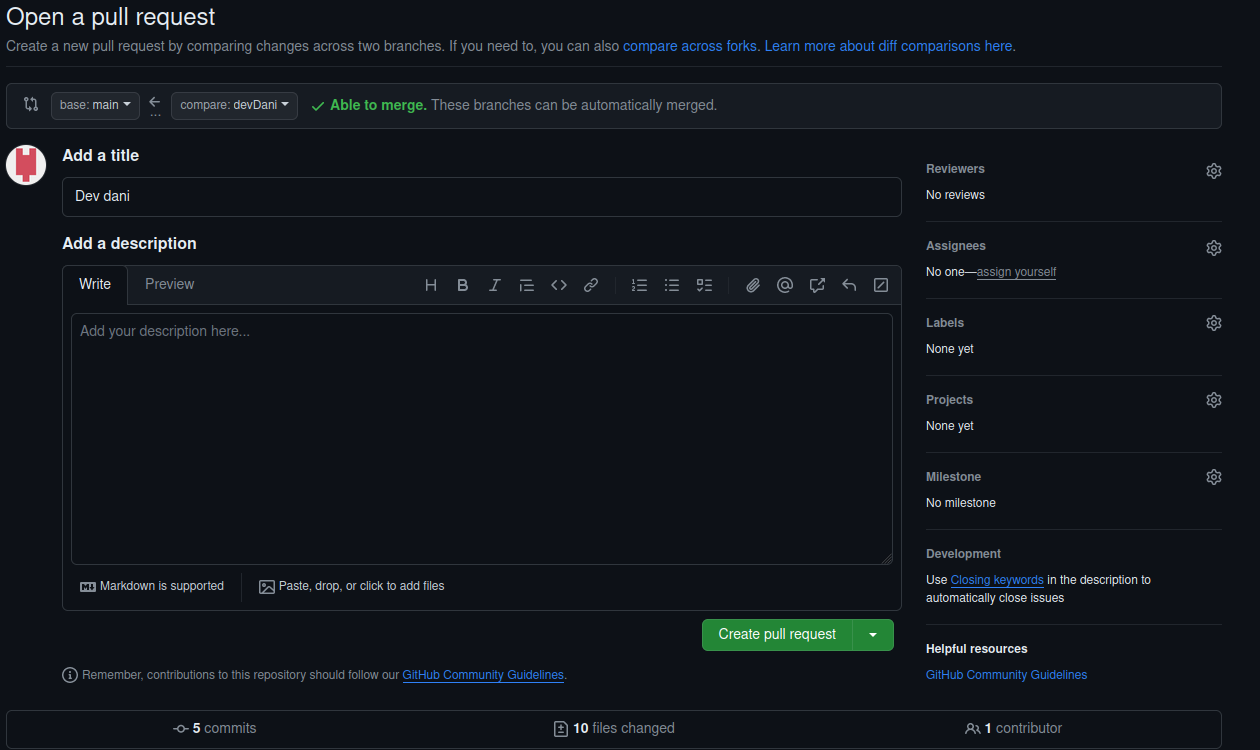 Open a pull request
Create a new pull request by comparing changes across two branches. If you need to, you can also compare across forks. Learn more about diff comparisons here.
base: main
compare: devDani
Able to merge. These branches can be automatically merged.
Add a title
Dev dani
Add a description
Write
Preview
Add your description here...
Markdown is supported
Paste, drop, or click to add files
Create pull request
Remember, contributions to this repository should follow our GitHub Community Guidelines.
Reviewers
No reviews
Assignees
No one—assign yourself
Labels
None yet
Projects
None yet
Milestone
No milestone
Development
Use Closing keywords in the description to
automatically close issues
Helpful resources
GitHub Community Guidelines
5 commits
10 files changed
1 contributor